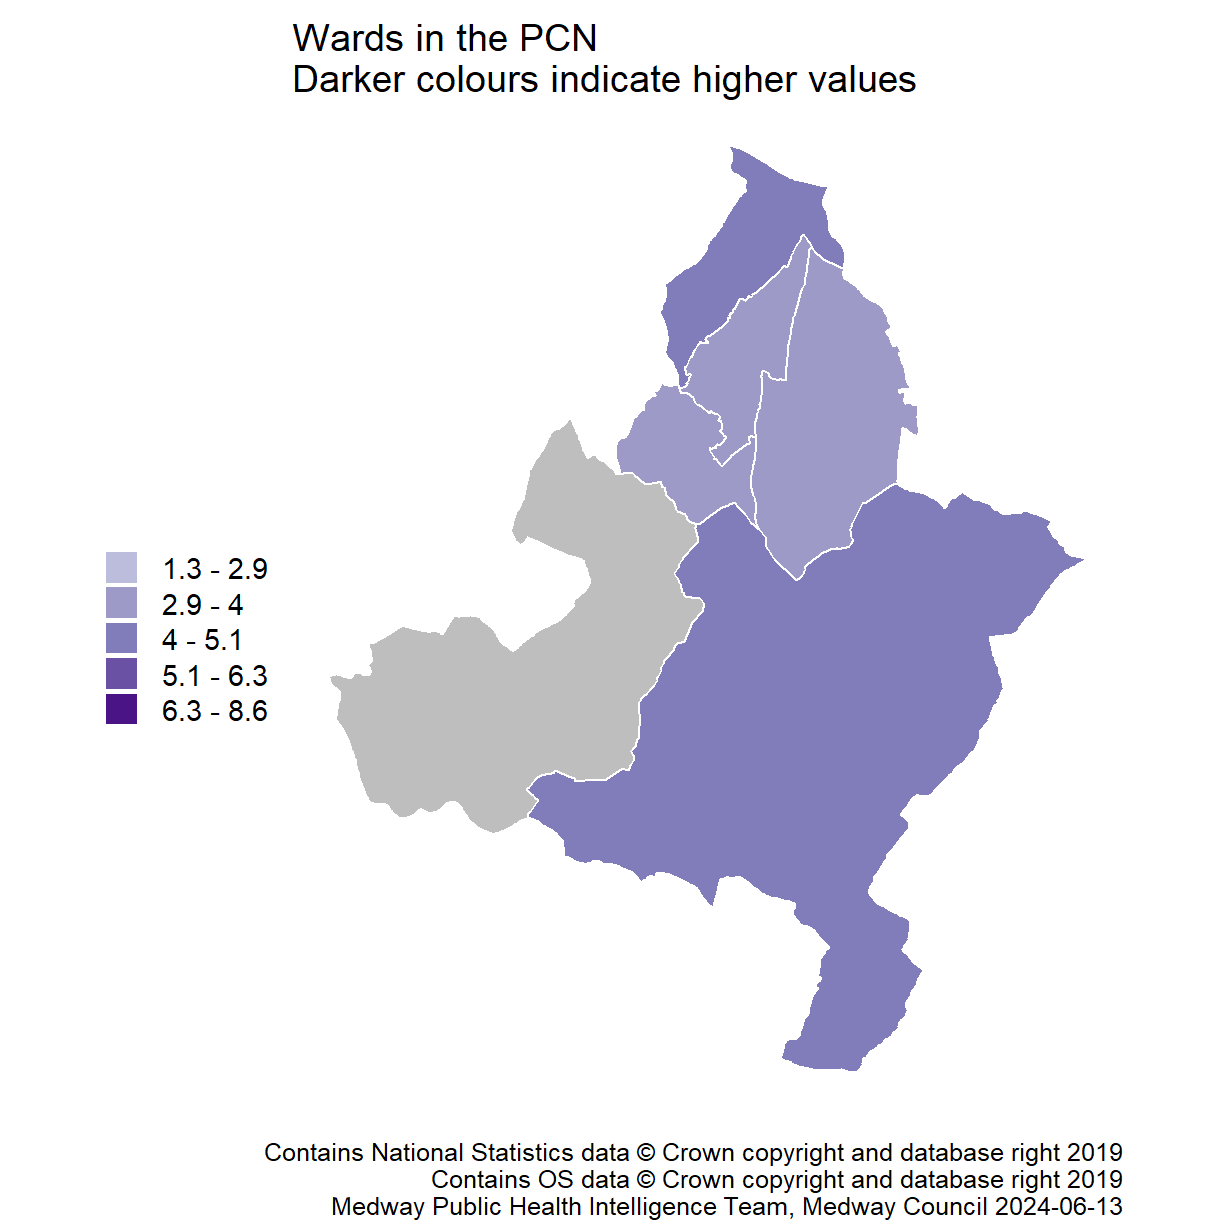 Wards in the PCN
Darker colours indicate higher values
1.3 - 2.9
2.9 - 4
4 - 5.1
5.1 - 6.3
6.3 - 8.6
Contains National Statistics data © Crown copyright and database right 2019
Contains OS data © Crown copyright and database right 2019
Medway Public Health Intelligence Team, Medway Council 2024-06-13